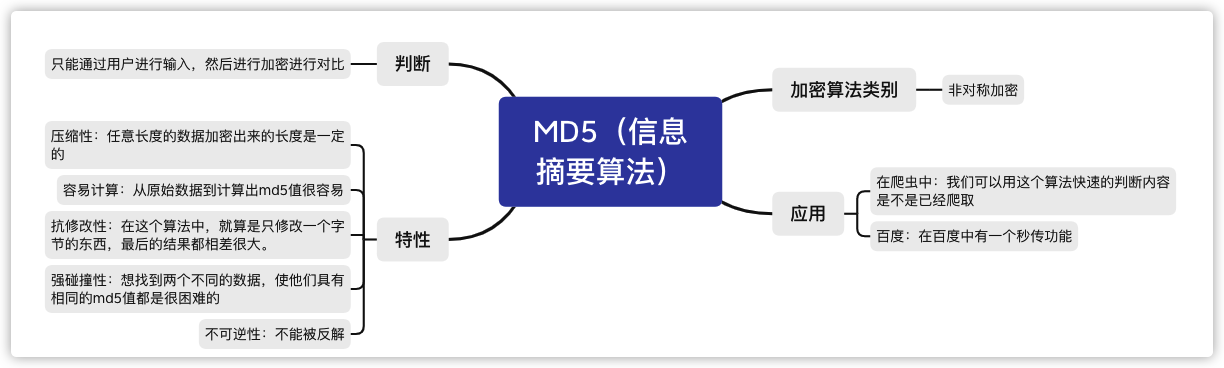 MD5（信息
摘要算法）
判断
只能通过用户进行输入，然后进行加密进行对比
特性
压缩性：任意长度的数据加密出来的长度是一定
的
容易计算：从原始数据到计算出md5值很容易
抗修改性：在这个算法中，就算是只修改一个字
节的东西，最后的结果都相差很大。
强碰撞性：想找到两个不同的数据，使他们具有
相同的md5值都是很困难的
不可逆性：不能被反解
加密算法类别
非对称加密
应用
在爬虫中：我们可以用这个算法快速的判断内容
是不是已经爬取
百度：在百度中有一个秒传功能